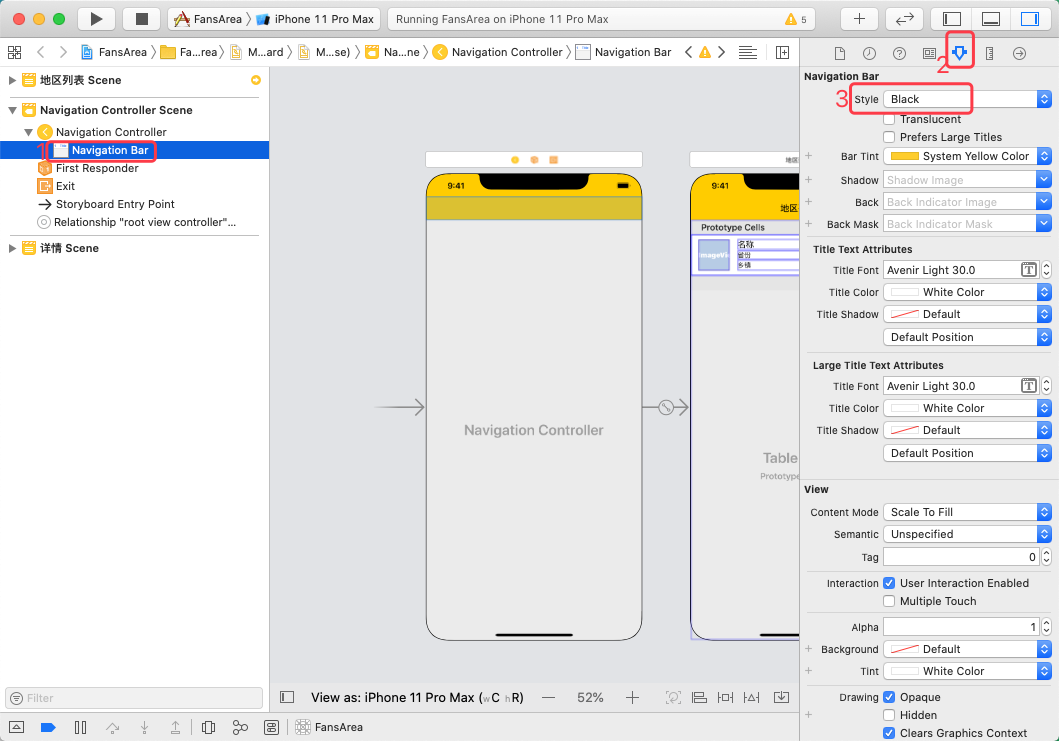 FansArea
iPhone 11 Pro Max
Running FansArea on iPhone 11 Pro Max
5
FansArea
Fa...rea
M...ard
M...se)
Na...ne
Navigation Controller
Navigation Bar
地区列表 Scene
Navigation Controller Scene
Navigation Controller
1
Navigation Bar
First Responder
Exit
Storyboard Entry Point
Relationship "root view controller"...
详情 Scene
Filter
9:41
Navigation Controller
地区
9:41
地区
Prototype Cells
mageVi
名称
省份
乡镇
Table
Prototype
View as: iPhone 11 Pro Max (wC hR)
52%
FansArea
2
Navigation Bar
3
Style Black
Translucent
Prefers Large Titles
Bar Tint System Yellow Color
Shadow Shadow Image
Back Back Indicator Image
Back Mask Back Indicator Mask
Title Text Attributes
Title Font Avenir Light 30.0
Title Color White Color
Title Shadow Default
Default Position
Large Title Text Attributes
Title Font Avenir Light 30.0
Title Color White Color
Title Shadow Default
Default Position
View
Content Mode Scale To Fill
Semantic Unspecified
Tag 0
Interaction User Interaction Enabled
Multiple Touch
Alpha 1
Background Default
Tint White Color
Drawing Opaque
Hidden
Clears Graphics Context